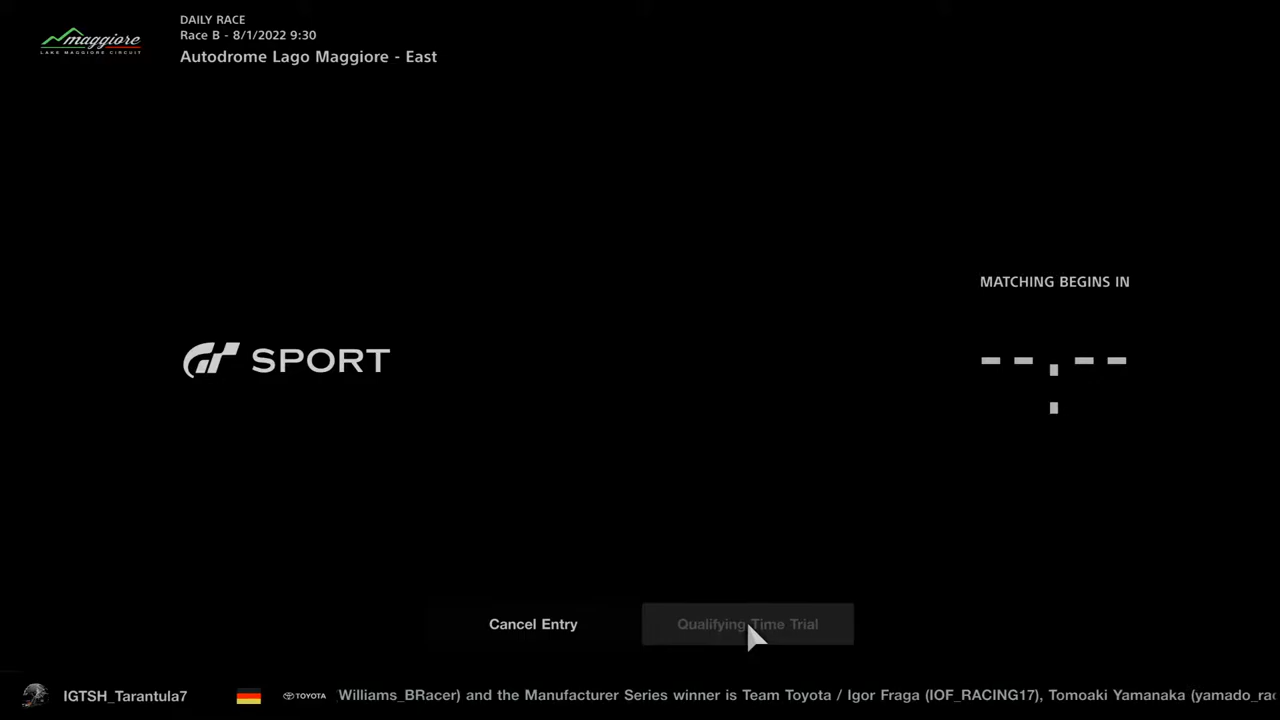 maggiore
LAKE MAGGIORE CIRCUIT
DAILY RACE
Race B - 8/1/2022 9:30
Autodrome Lago Maggiore - East
MATCHING BEGINS IN
-- : --
GT SPORT
Cancel Entry
Qualifying Time Trial
IGTSH_Tarantula7
TOYOTA
Williams_BRacer) and the Manufacturer Series winner is Team Toyota / Igor Fraga (IOF_RACING17), Tomoaki Yamanaka (yamado_rac